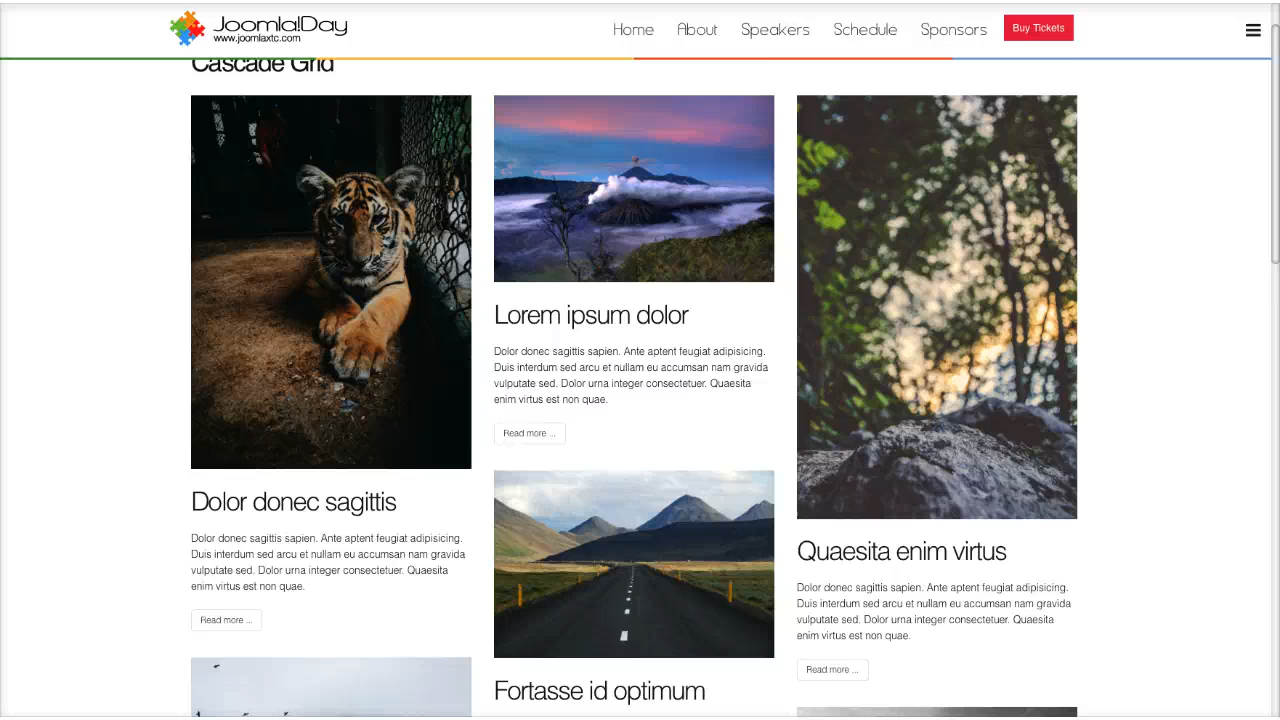 Joomla!Day
www.joomlaxtc.com
Home
About
Speakers
Schedule
Sponsors
Buy Tickets
Cascade Grid
Dolor donec sagittis
Dolor donec sagittis sapien. Ante aptent feugiat adipisicing.
Duis interdum sed arcu et nullam eu accumsan nam gravida
vulputate sed. Dolor urna integer consectetuer. Quaesita
enim virtus est non quae.
Read more ...
Lorem ipsum dolor
Dolor donec sagittis sapien. Ante aptent feugiat adipisicing.
Duis interdum sed arcu et nullam eu accumsan nam gravida
vulputate sed. Dolor urna integer consectetuer. Quaesita
enim virtus est non quae.
Read more ...
Fortasse id optimum
Quaesita enim virtus
Dolor donec sagittis sapien. Ante aptent feugiat adipisicing.
Duis interdum sed arcu et nullam eu accumsan nam gravida
vulputate sed. Dolor urna integer consectetuer. Quaesita
enim virtus est non quae.
Read more ...